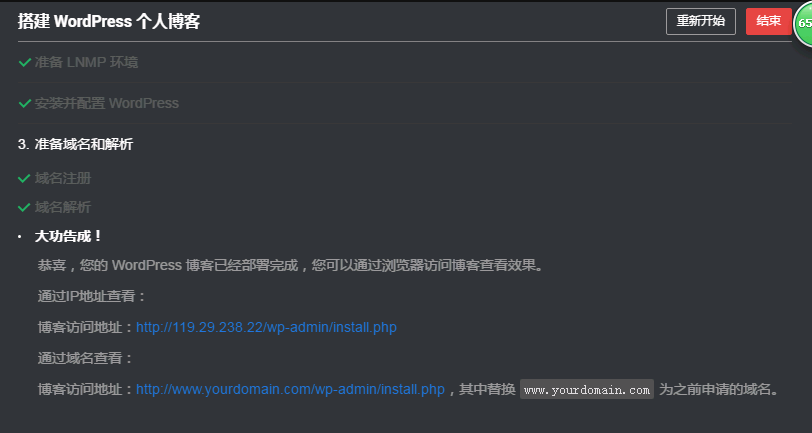 搭建 WordPress 个人博客 重新开始 结束 65
准备 LNMP 环境
安装并配置 WordPress
3. 准备域名和解析
域名注册
域名解析
大功告成！
恭喜，您的 WordPress 博客已经部署完成，您可以通过浏览器访问博客查看效果。
通过IP地址查看：
博客访问地址：http://119.29.238.22/wp-admin/install.php
通过域名查看：
博客访问地址：http://www.yourdomain.com/wp-admin/install.php，其中替换 www.yourdomain.com 为之前申请的域名。